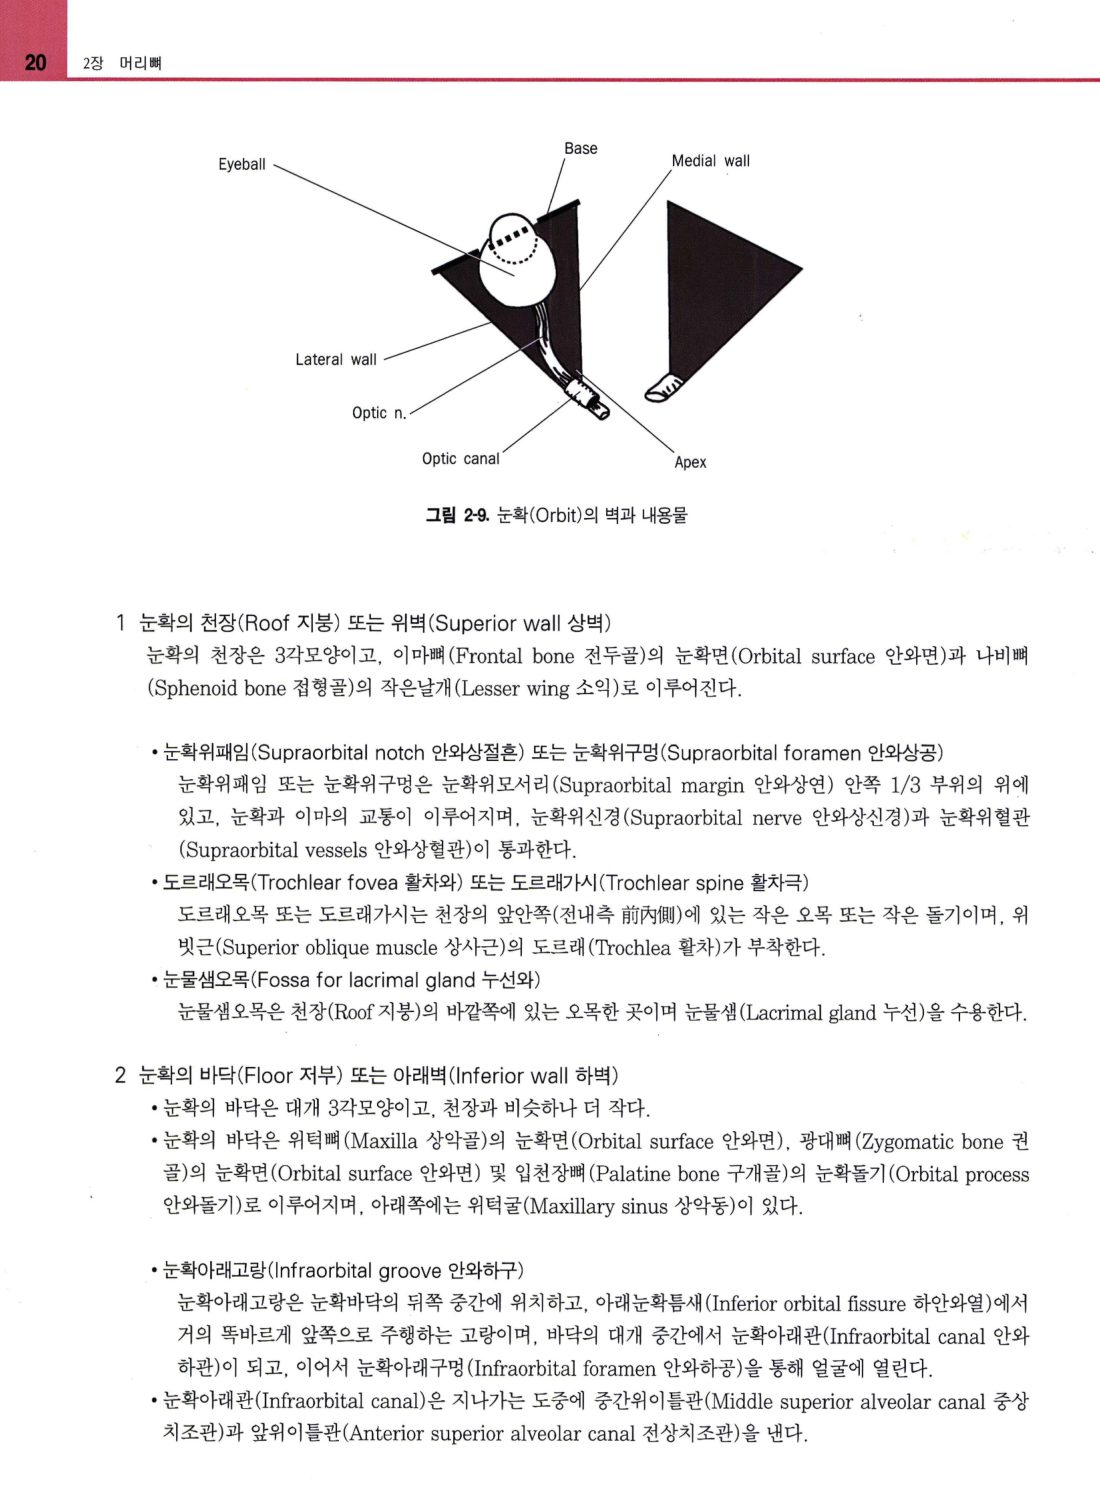 20 2장 머리뼈
Base
Eyeball
Medial wall
Lateral wall
Optic n.
Optic canal
Apex
그림 2-9. 눈확(Orbit)의 벽과 내용물
1 눈확의 천장(Roof 지붕) 또는 위벽(Superior wall 상벽)
눈확의 천장은 3각모양이고, 이마뼈(Frontal bone 전두골)의 눈확면(Orbital surface 안와면)과 나비뼈
(Sphenoid bone 접형골)의 작은날개(Lesser wing 소익)로 이루어진다.
• 눈확위패임(Supraorbital notch 안와상절흔) 또는 눈확위구멍(Supraorbital foramen 안와상공)
눈확위패임 또는 눈확위구멍은 눈확위모서리(Supraorbital margin 안와상연) 안쪽 1/3 부위의 위에
있고, 눈확과 이마의 교통이 이루어지며, 눈확위신경(Supraorbital nerve 안와상신경)과 눈확위혈관
(Supraorbital vessels 안와상혈관)이 통과한다.
• 도르래오목(Trochlear fovea 활차와) 또는 도르래가시(Trochlear spine 활차극)
도르래오목 또는 도르래가시는 천장의 앞안쪽(전내측 前內側)에 있는 작은 오목 또는 작은 돌기이며, 위
빗근(Superior oblique muscle 상사근)의 도르래(Trochlea 활차)가 부착한다.
• 눈물샘오목(Fossa for lacrimal gland 누선와)
눈물샘오목은 천장(Roof 지붕)의 바깥쪽에 있는 오목한 곳이며 눈물샘(Lacrimal gland 누선)을 수용한다.
2 눈확의 바닥(Floor 저부) 또는 아래벽(Inferior wall 하벽)
• 눈확의 바닥은 대개 3각모양이고, 천장과 비슷하나 더 작다.
• 눈확의 바닥은 위턱뼈(Maxilla 상악골)의 눈확면(Orbital surface 안와면), 광대뼈(Zygomatic bone 권
골)의 눈확면(Orbital surface 안와면) 및 입천장뼈(Palatine bone 구개골)의 눈확돌기(Orbital process
안와돌기)로 이루어지며, 아래쪽에는 위턱굴(Maxillary sinus 상악동)이 있다.
• 눈확아래고랑(Infraorbital groove 안와하구)
눈확아래고랑은 눈확바닥의 뒤쪽 중간에 위치하고, 아래눈확틈새(Inferior orbital fissure 하안와열)에서
거의 똑바르게 앞쪽으로 주행하는 고랑이며, 바닥의 대개 중간에서 눈확아래관(Infraorbital canal 안와
하관)이 되고, 이어서 눈확아래구멍(Infraorbital foramen 안와하공)을 통해 얼굴에 열린다.
• 눈확아래관(Infraorbital canal)은 지나가는 도중에 중간위이틀관(Middle superior alveolar canal 중상
치조관)과 앞위이틀관(Anterior superior alveolar canal 전상치조관)을 낸다.